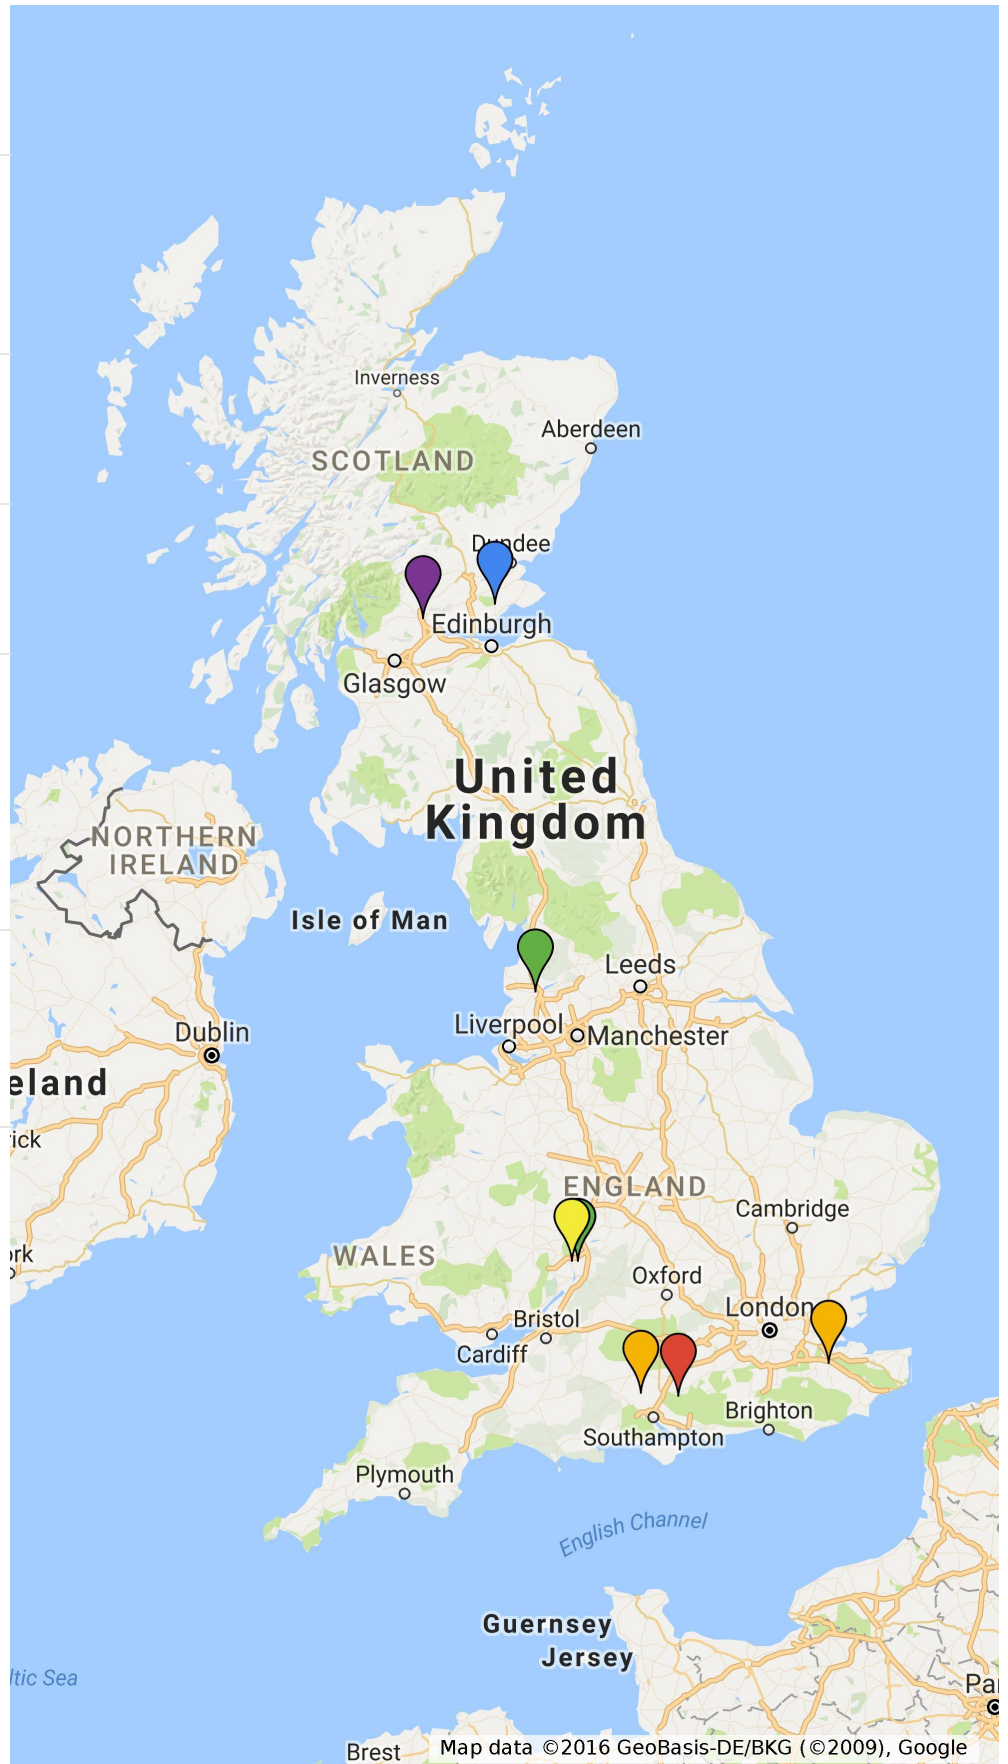 Inverness
Aberdeen
SCOTLAND
Dundee
Edinburgh
Glasgow
United
Kingdom
NORTHERN
IRELAND
Isle of Man
Leeds
Dublin
Liverpool
Manchester
eland
rick
ENGLAND
Cambridge
WALES
ork
Oxford
London
Bristol
Cardiff
Brighton
Southampton
Plymouth
English Channel
Guernsey
Jersey
ltic Sea
Par
Brest
Map data ©2016 GeoBasis-DE/BKG (©2009), Google